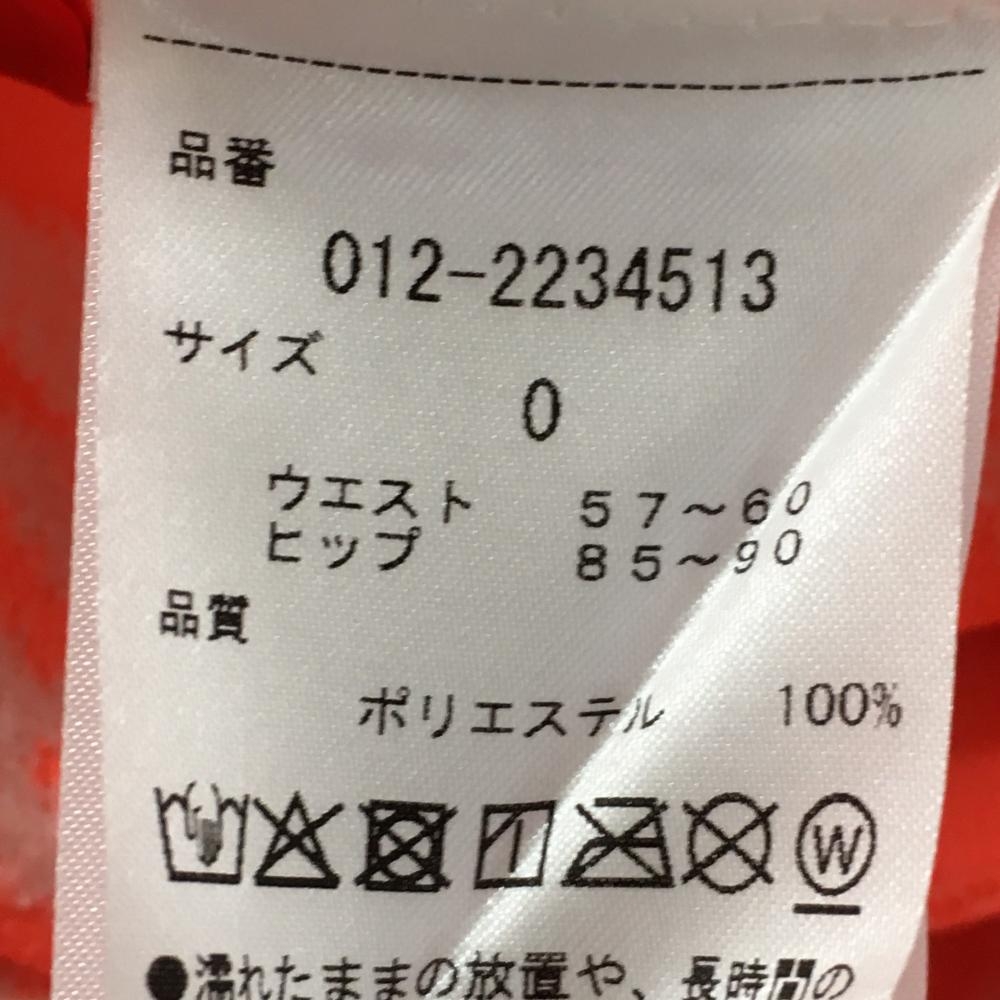 品番
012-2234513
サイズ
0
ウエスト 57~60
ヒップ 85~90
品質
ポリエステル 100%
W
●濡れたままの放置や、長時間の